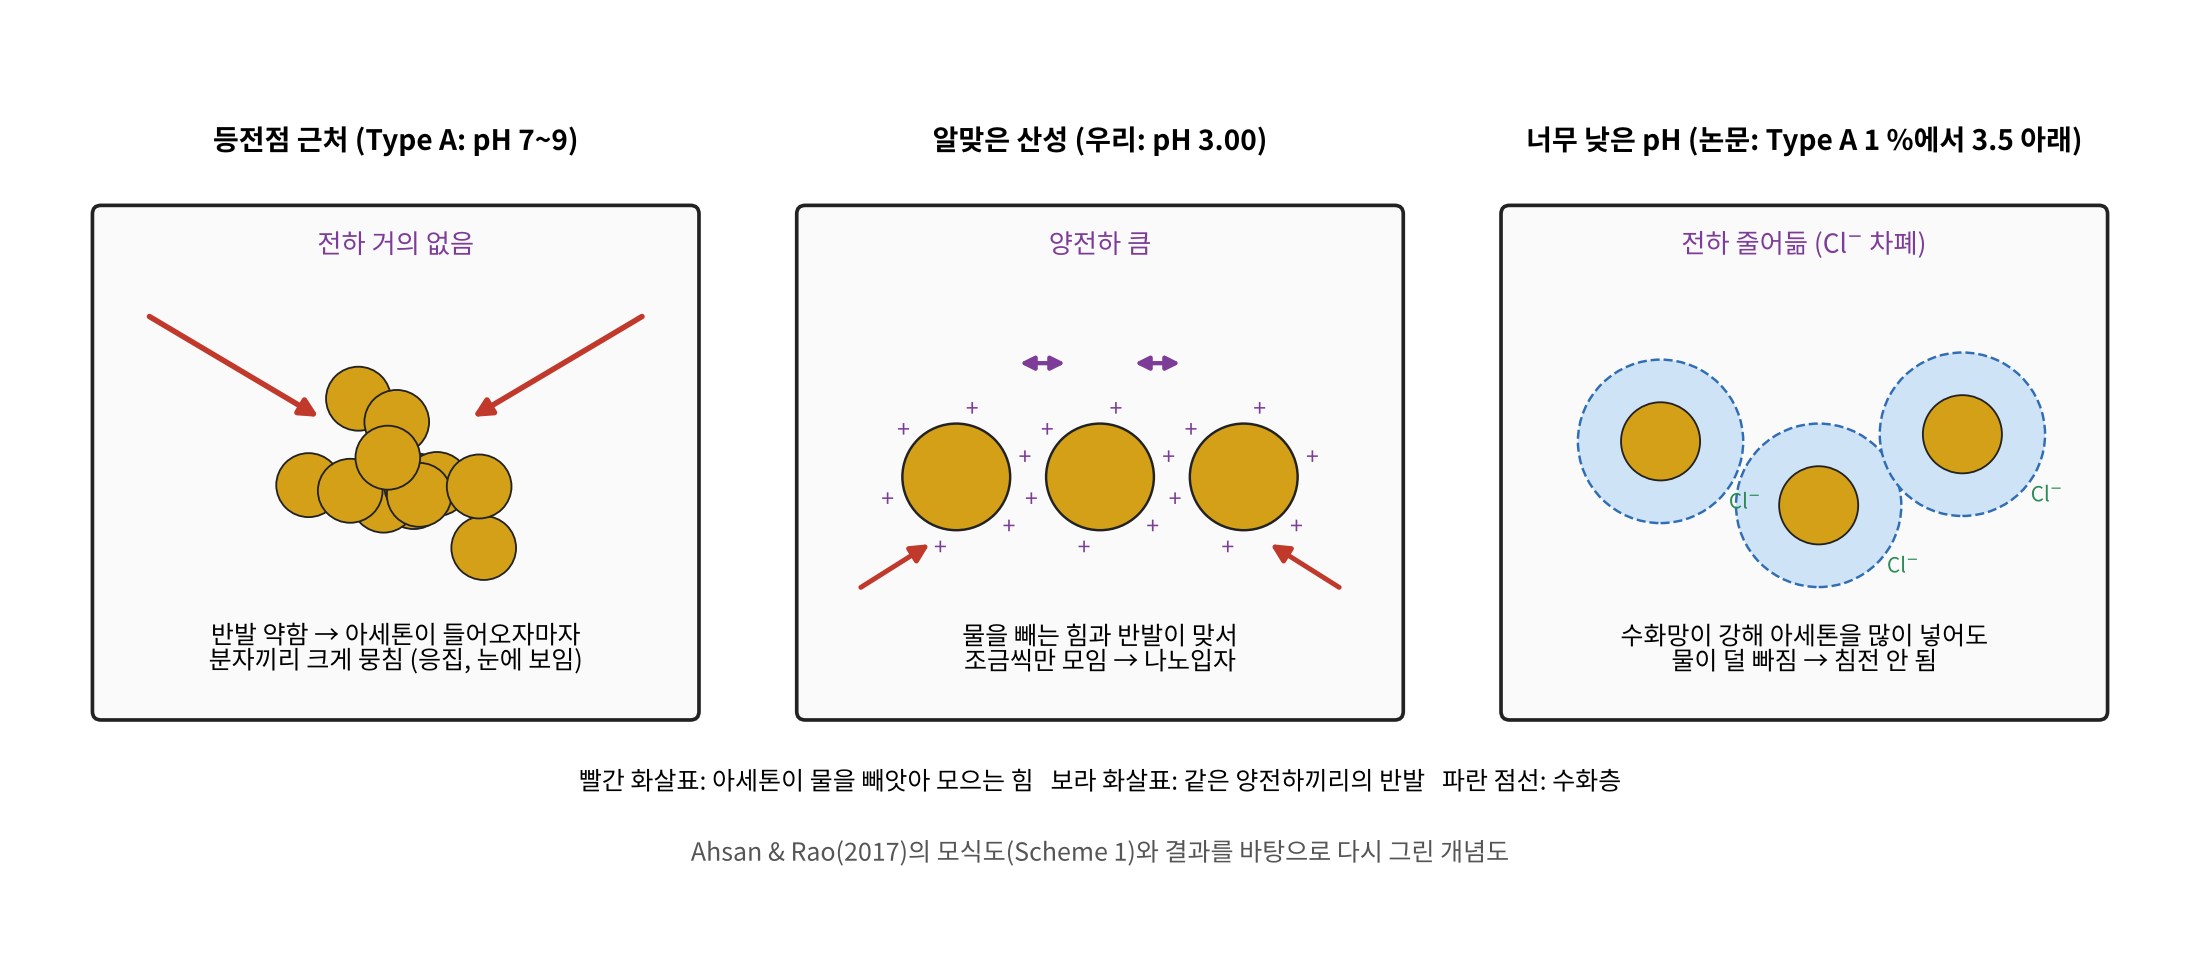 등전점 근처 (Type A: pH 7~9)
알맞은 산성 (우리: pH 3.00)
너무 낮은 pH (논문: Type A 1 %에서 3.5 아래)
전하 거의 없음
반발 약함 → 아세톤이 들어오자마자
분자끼리 크게 뭉침 (응집, 눈에 보임)
양전하 큼
+ + + + + + + +
+ + + + + + + +
+ + + + + + + +
물을 빼는 힘과 반발이 맞서
조금씩만 모임 → 나노입자
전하 줄어듦 (Cl⁻ 차폐)
Cl⁻
Cl⁻
Cl⁻
수화망이 강해 아세톤을 많이 넣어도
물이 덜 빠짐 → 침전 안 됨
빨간 화살표: 아세톤이 물을 빼앗아 모으는 힘 보라 화살표: 같은 양전하끼리의 반발 파란 점선: 수화층
Ahsan & Rao(2017)의 모식도(Scheme 1)와 결과를 바탕으로 다시 그린 개념도